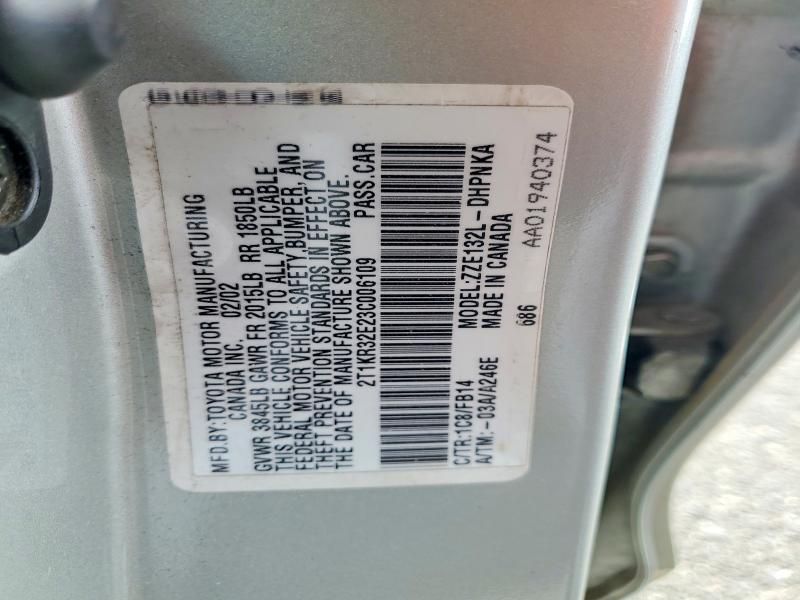 MFD.BY:TOYOTA MOTOR MANUFACTURING
CANADA INC. 02/02
GVWR 3845LB GAWR FR 2015LB RR 1850LB
THIS VEHICLE CONFORMS TO ALL APPLICABLE
FEDERAL MOTOR VEHICLE SAFETY, BUMPER, AND
THEFT PREVENTION STANDARDS IN EFFECT ON
THE DATE OF MANUFACTURE SHOWN ABOVE.
2T1KR32E23C006109 PASS.CAR
C/TR:1C8/FB14 MODEL:ZZE132L-DHPNKA
A/TM:-03A/A246E MADE IN CANADA
686 AA01940374